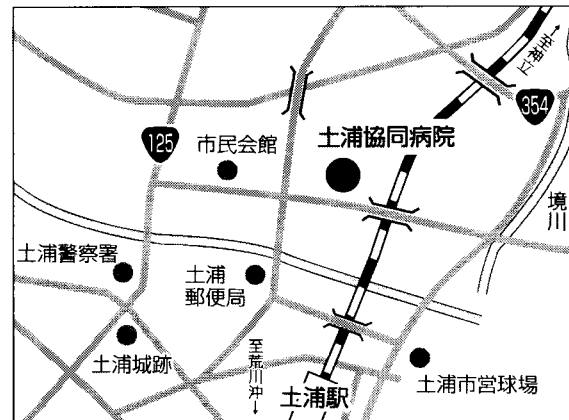 至神立
354
125
市民会館
土浦協同病院
境川
土浦警察署
土浦
郵便局
土浦城跡
至荒川沖
土浦駅
土浦市営球場